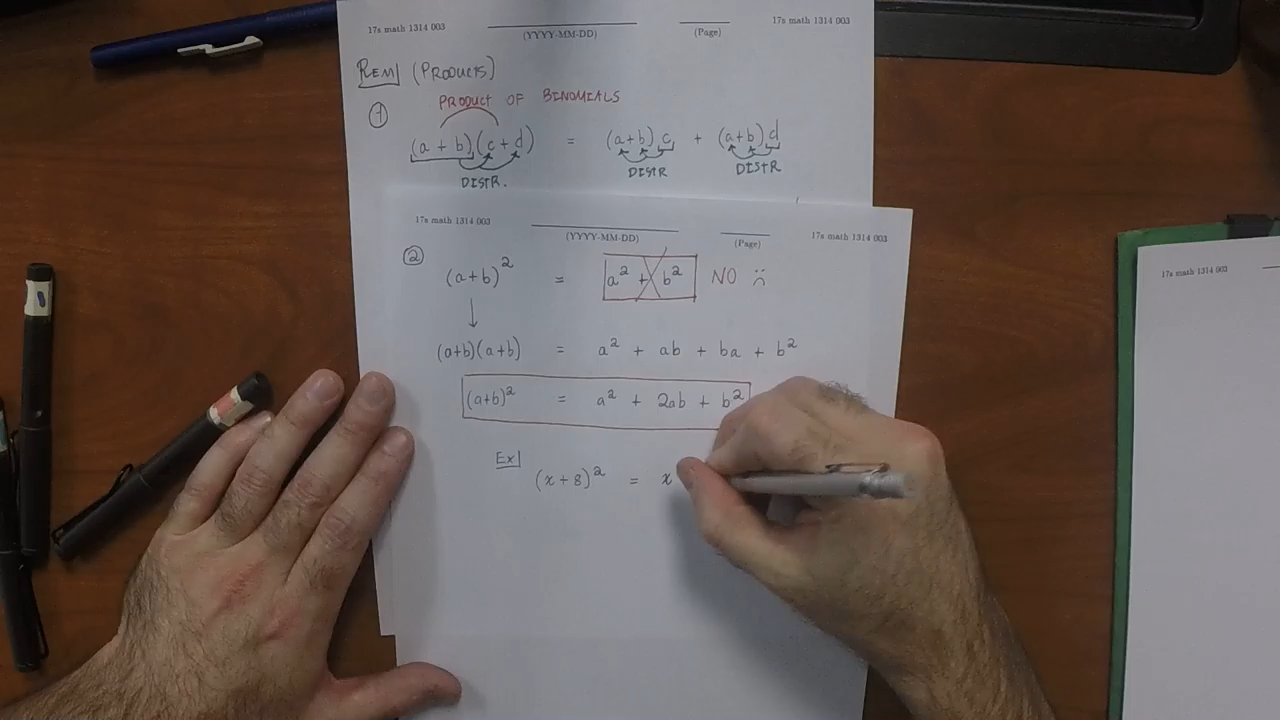 17s math 1314 003 (YYYY-MM-DD) (Page) 17s math 1314 003
REM (PRODUCTS)
PRODUCT OF BINOMIALS
① (a + b)(c + d) = (a+b) c + (a+b) d
DISTR. DISTR DISTR
17s math 1314 003 (YYYY-MM-DD) (Page) 17s math 1314 003
② (a+b)² = a² + b² NO :(
↓
(a+b)(a+b) = a² + ab + ba + b²
(a+b)² = a² + 2ab + b²
Ex (x+8)² = x
17s math 1314 003